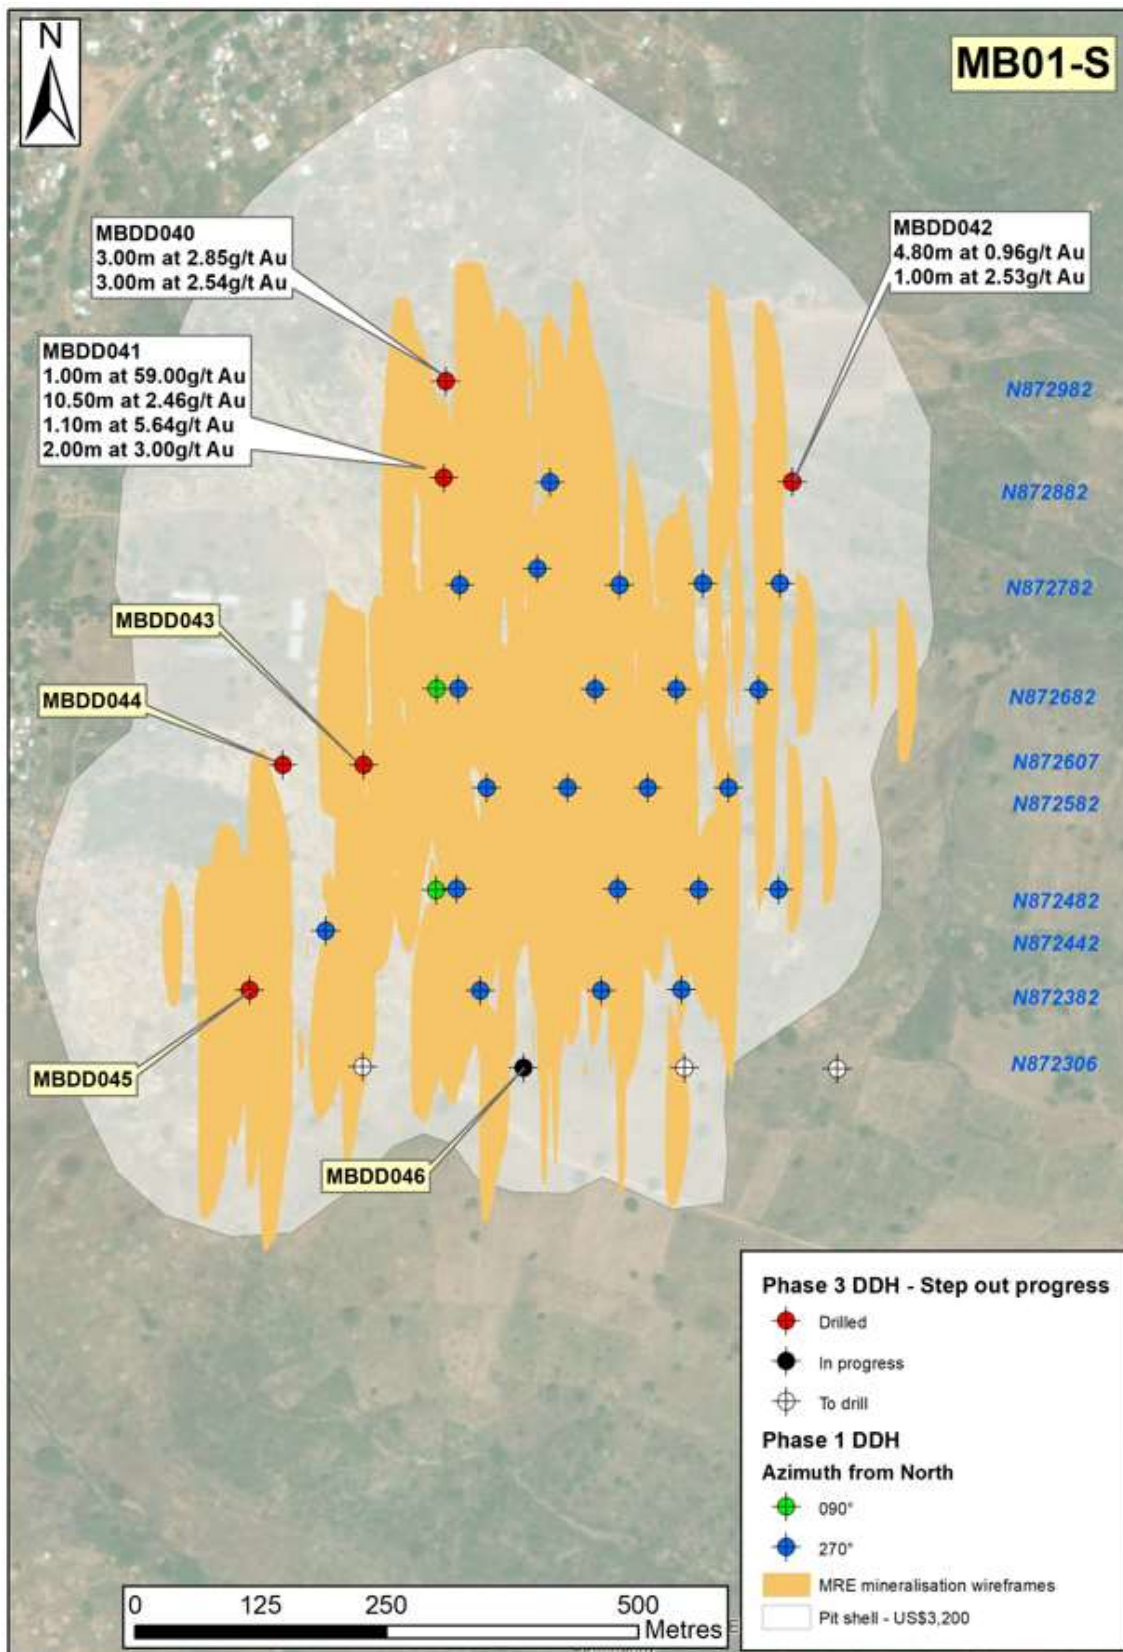 N
MB01-S
MBDD040
3.00m at 2.85g/t Au
3.00m at 2.54g/t Au
MBDD042
4.80m at 0.96g/t Au
1.00m at 2.53g/t Au
MBDD041
1.00m at 59.00g/t Au
10.50m at 2.46g/t Au
1.10m at 5.64g/t Au
2.00m at 3.00g/t Au
N872982
N872882
N872782
MBDD043
MBDD044
N872682
N872607
N872582
N872482
N872442
N872382
N872306
MBDD045
MBDD046
Phase 3 DDH - Step out progress
Drilled
In progress
To drill
Phase 1 DDH
Azimuth from North
090°
270°
MRE mineralisation wireframes
Pit shell - US$3,200
0 125 250 500
Metres